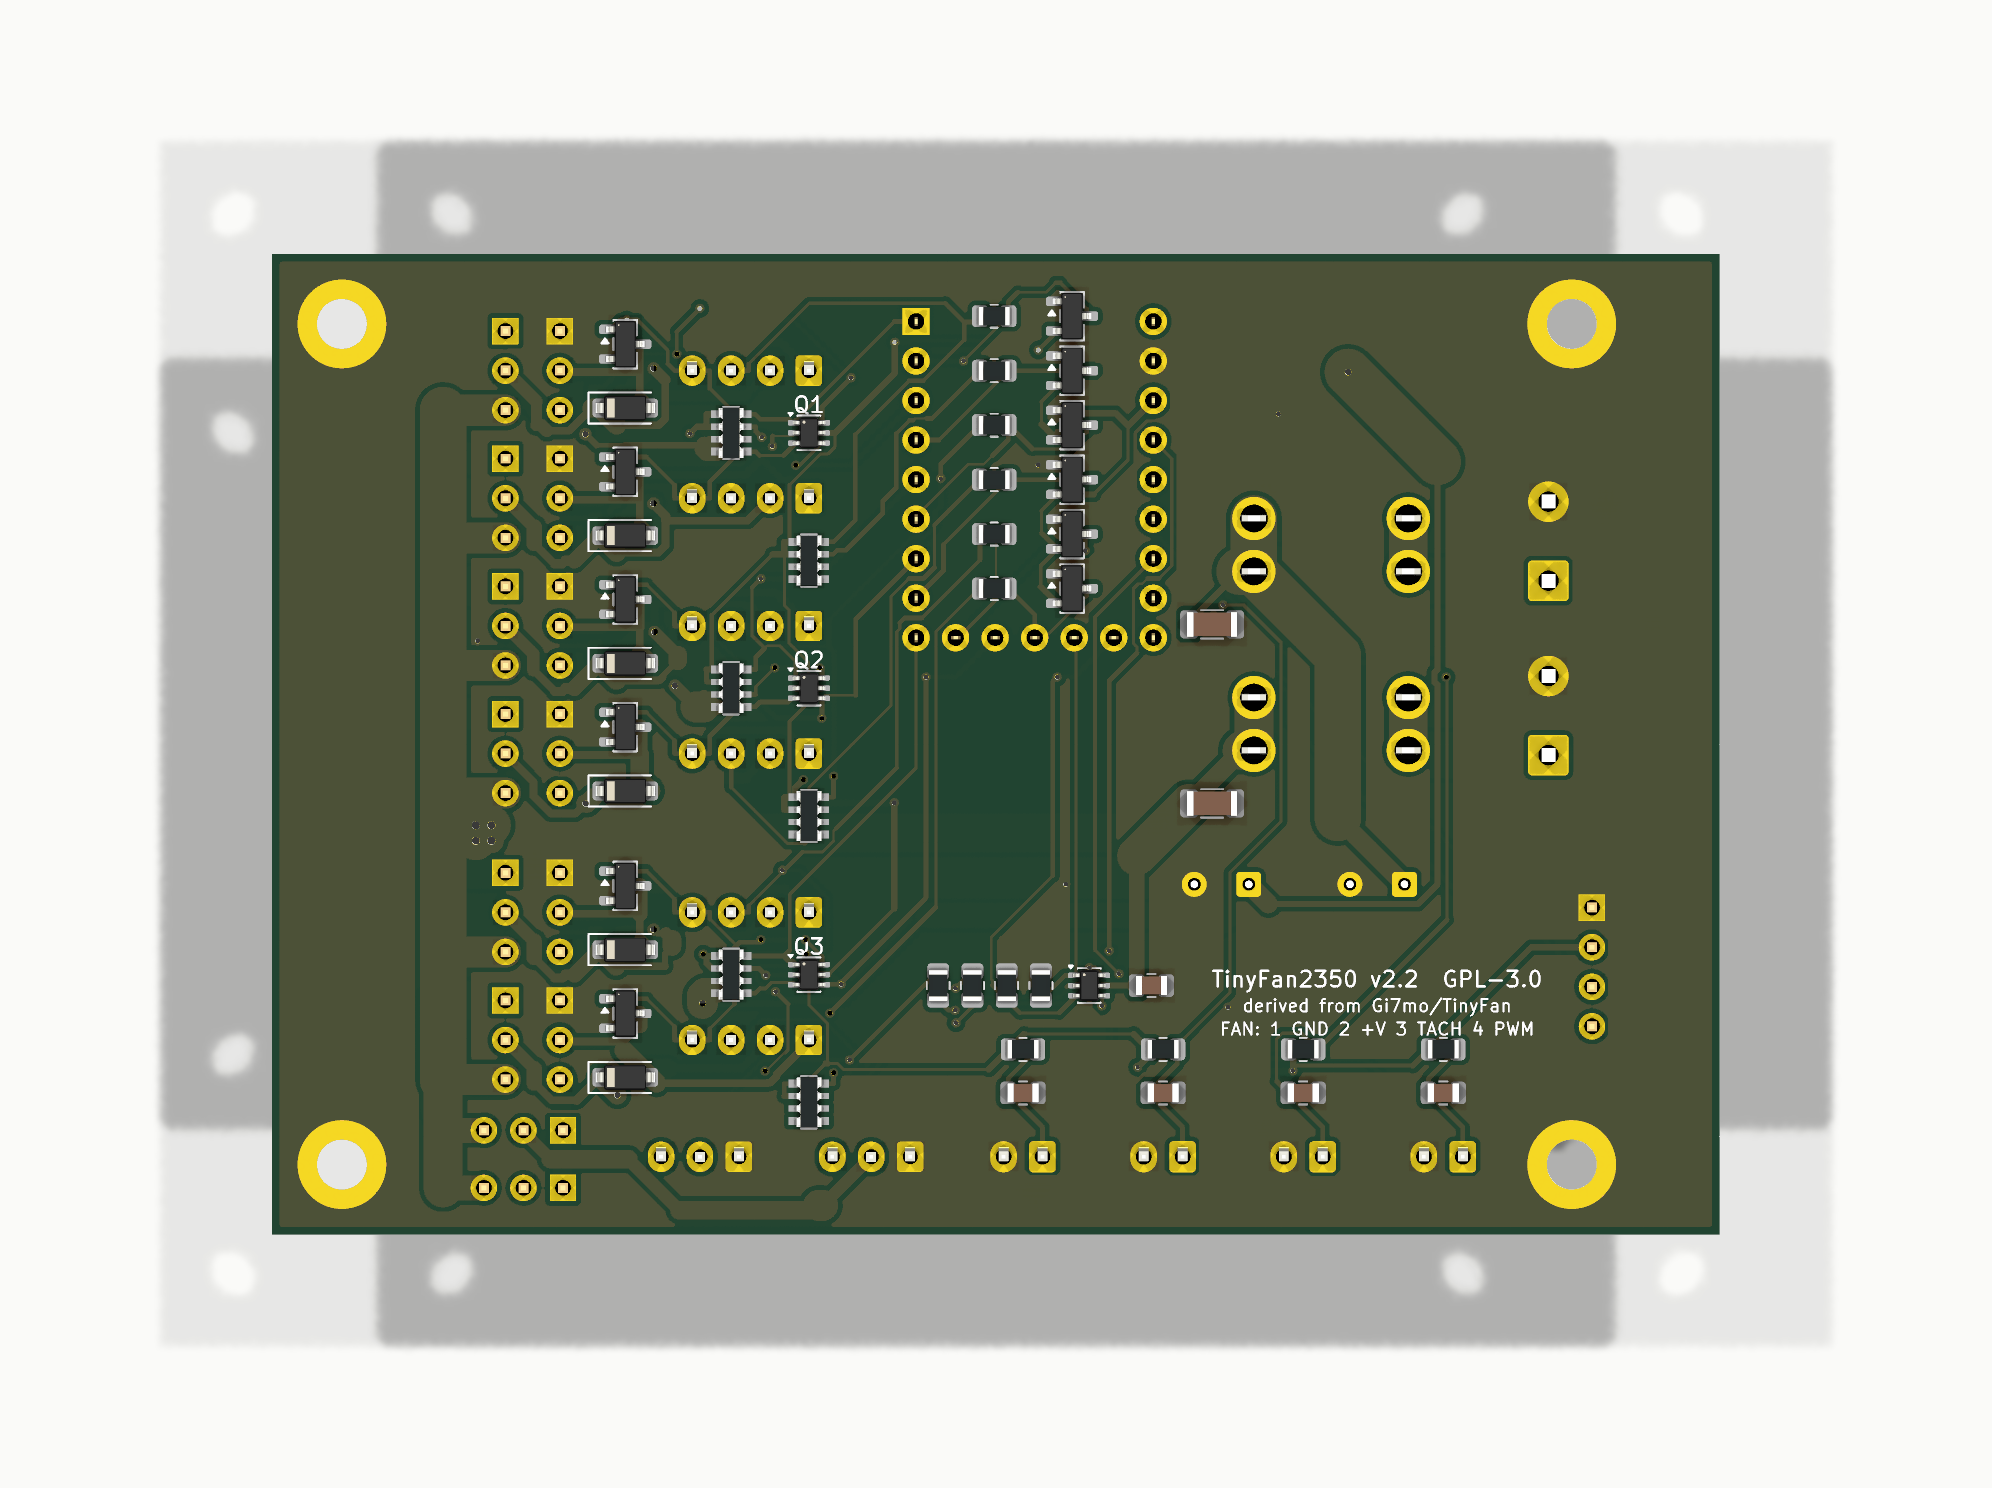 Q1
Q2
Q3
TinyFan2350 v2.2 GPL-3.0
derived from Gi7mo/TinyFan
FAN: 1 GND 2 +V 3 TACH 4 PWM